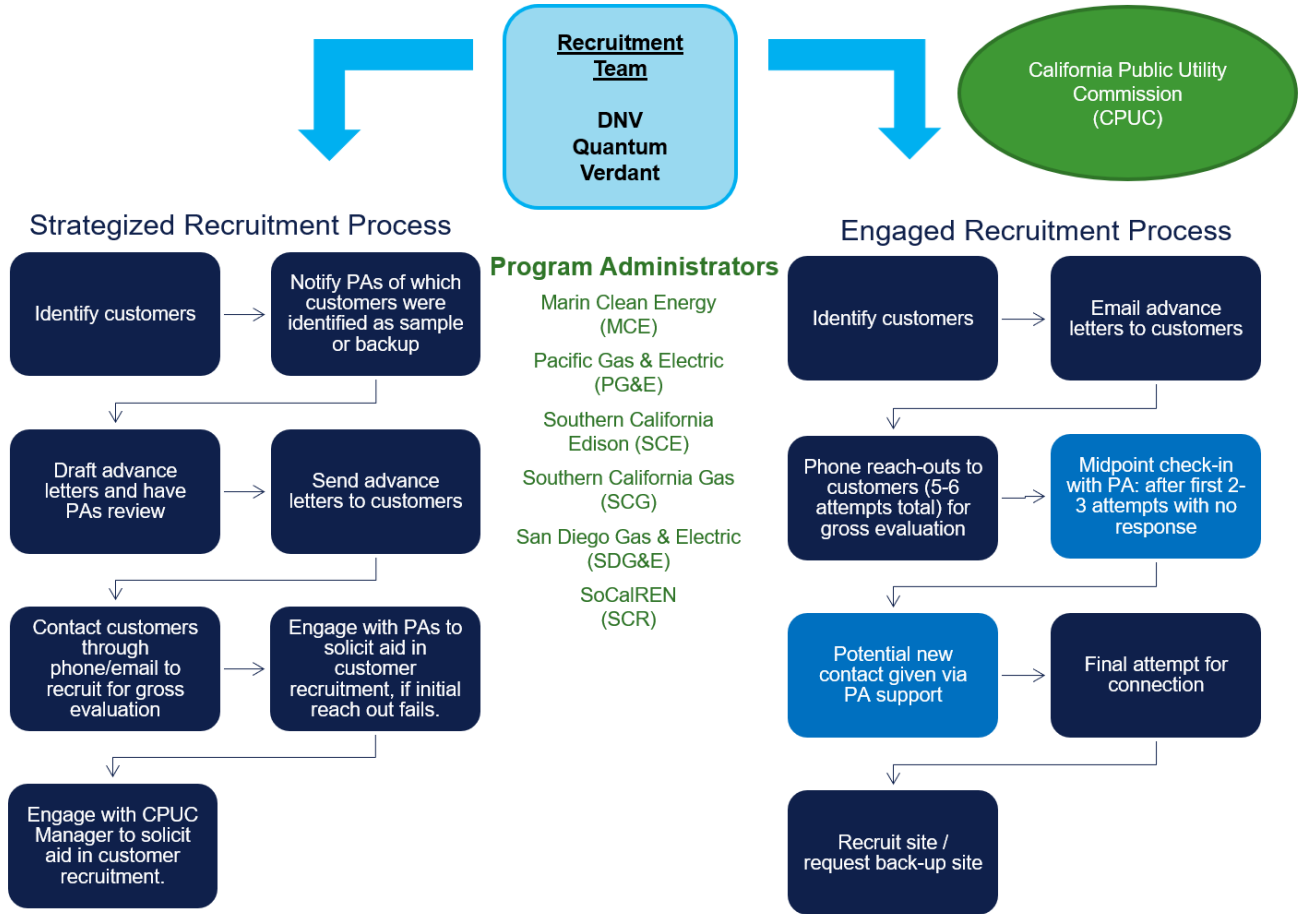 Recruitment
Team
DNV
Quantum
Verdant
California Public Utility
Commission
(CPUC)
Strategized Recruitment Process
Identify customers
Notify PAs of which
customers were
identified as sample
or backup
Draft advance
letters and have
PAs review
Send advance
letters to customers
Contact customers
through
phone/email to
recruit for gross
evaluation
Engage with PAs to
solicit aid in
customer
recruitment, if initial
reach out fails.
Engage with CPUC
Manager to solicit
aid in customer
recruitment.
Program Administrators
Marin Clean Energy
(MCE)
Pacific Gas & Electric
(PG&E)
Southern California
Edison (SCE)
Southern California Gas
(SCG)
San Diego Gas & Electric
(SDG&E)
SoCalREN
(SCR)
Engaged Recruitment Process
Identify customers
Email advance
letters to customers
Phone reach-outs to
customers (5-6
attempts total) for
gross evaluation
Midpoint check-in
with PA: after first 2-
3 attempts with no
response
Potential new
contact given via
PA support
Final attempt for
connection
Recruit site /
request back-up site